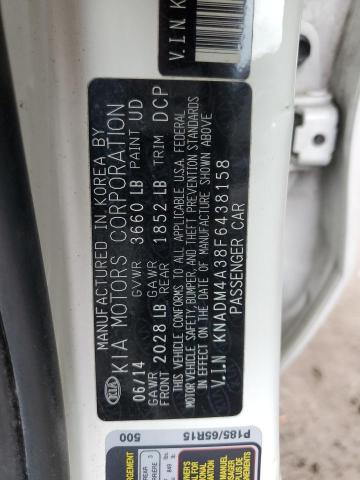 V.I.N K
MANUFACTURED IN KOREA BY
KIA KIA MOTORS CORPORATION
06/14 GVWR 3660 LB PAINT UD
GAWR FRONT 2028 LB GAWR REAR 1852 LB TRIM DCP
THIS VEHICLE CONFORMS TO ALL APPLICABLE U.S.A. FEDERAL
MOTOR VEHICLE SAFETY, BUMPER, AND THEFT PREVENTION STANDARDS
IN EFFECT ON THE DATE OF MANUFACTURE SHOWN ABOVE
V.I.N KNADM4A38F6438158
PASSENGER CAR
P185/65R15
500
REAR